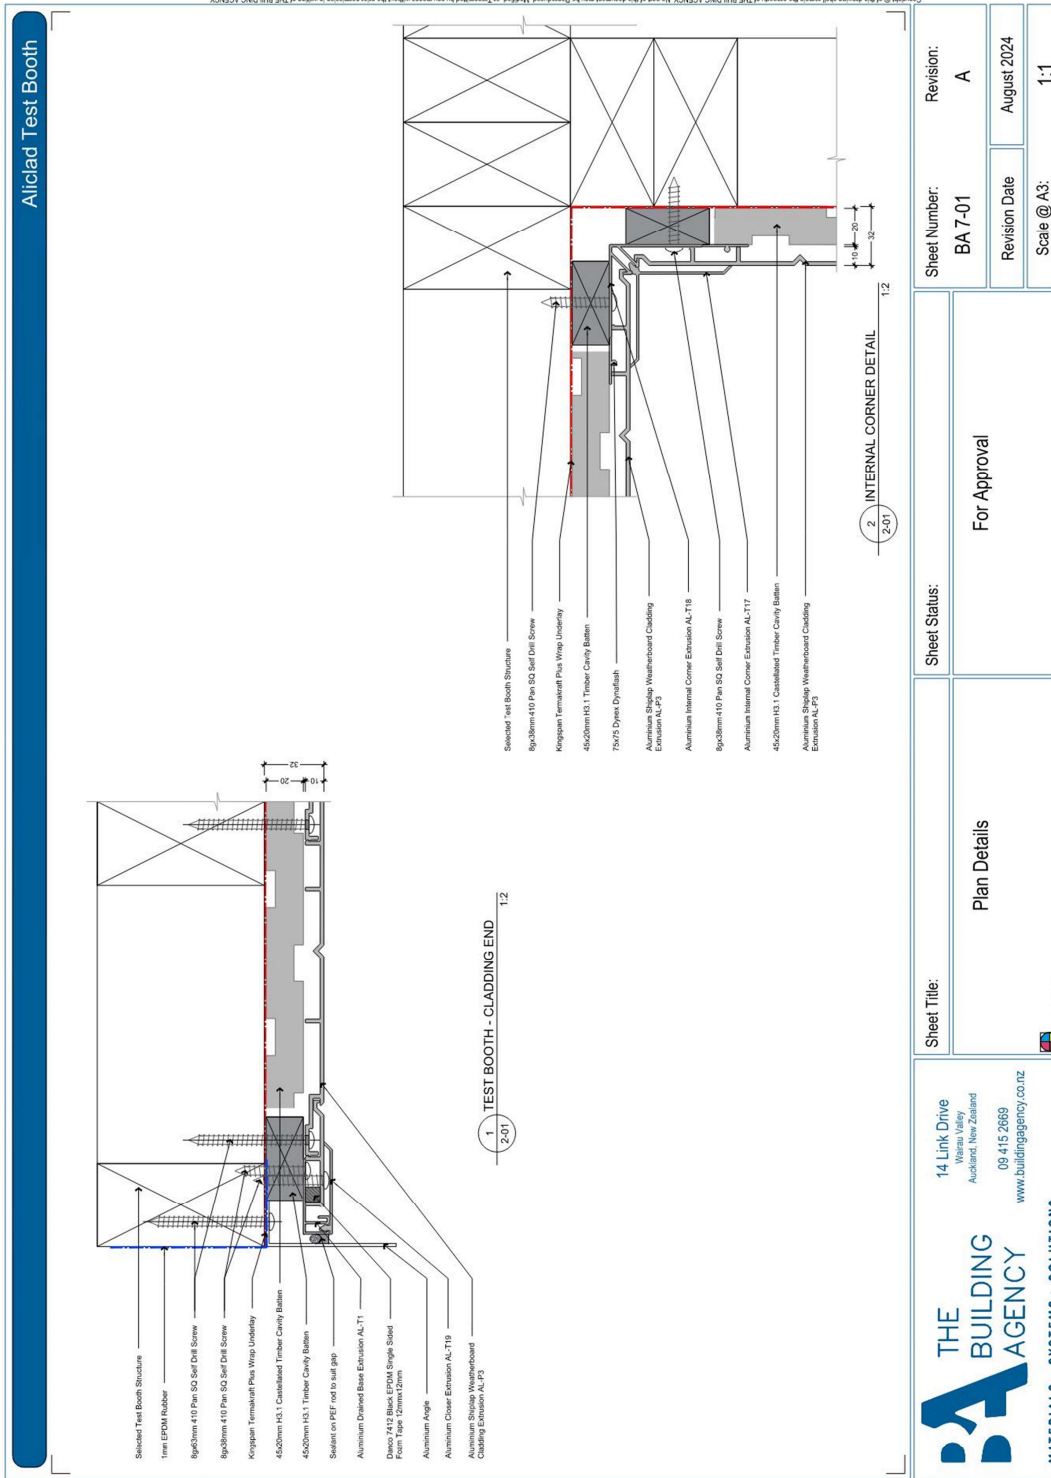 Aliclad Test Booth
Selected Test Booth Structure
1mm EPDM Rubber
8gx63mm 410 Pan SQ Self Drill Screw
8gx38mm 410 Pan SQ Self Drill Screw
Kingspan Termakraft Plus Wrap Underlay
45x20mm H3.1 Castellated Timber Cavity Batten
45x20mm H3.1 Timber Cavity Batten
Sealant on PEF rod to suit gap
Aluminium Drained Base Extrusion AL-T1
Danco 7412 Black EPDM Single Sided
Foam Tape 12mmx12mm
Aluminium Angle
Aluminium Closer Extrusion AL-T19
Aluminium Shiplap Weatherboard
Cladding Extrusion AL-P3
20
10
32
1
2-01
TEST BOOTH - CLADDING END
1:2
Selected Test Booth Structure
8gx38mm 410 Pan SQ Self Drill Screw
Kingspan Termakraft Plus Wrap Underlay
45x20mm H3.1 Timber Cavity Batten
75x75 Dynex Dynaflash
Aluminium Shiplap Weatherboard Cladding
Extrusion AL-P3
Aluminium Internal Corner Extrusion AL-T18
8gx38mm 410 Pan SQ Self Drill Screw
Aluminium Internal Corner Extrusion AL-T17
45x20mm H3.1 Castellated Timber Cavity Batten
Aluminium Shiplap Weatherboard Cladding
Extrusion AL-P3
10
20
32
2
2-01
INTERNAL CORNER DETAIL
1:2
THE
BUILDING
AGENCY
14 Link Drive
Wairau Valley
Auckland, New Zealand
09 415 2669
www.buildingagency.co.nz
Sheet Title:
Plan Details
Sheet Status:
For Approval
Sheet Number:
BA 7-01
Revision:
A
Revision Date
August 2024
Scale @ A3:
1:1